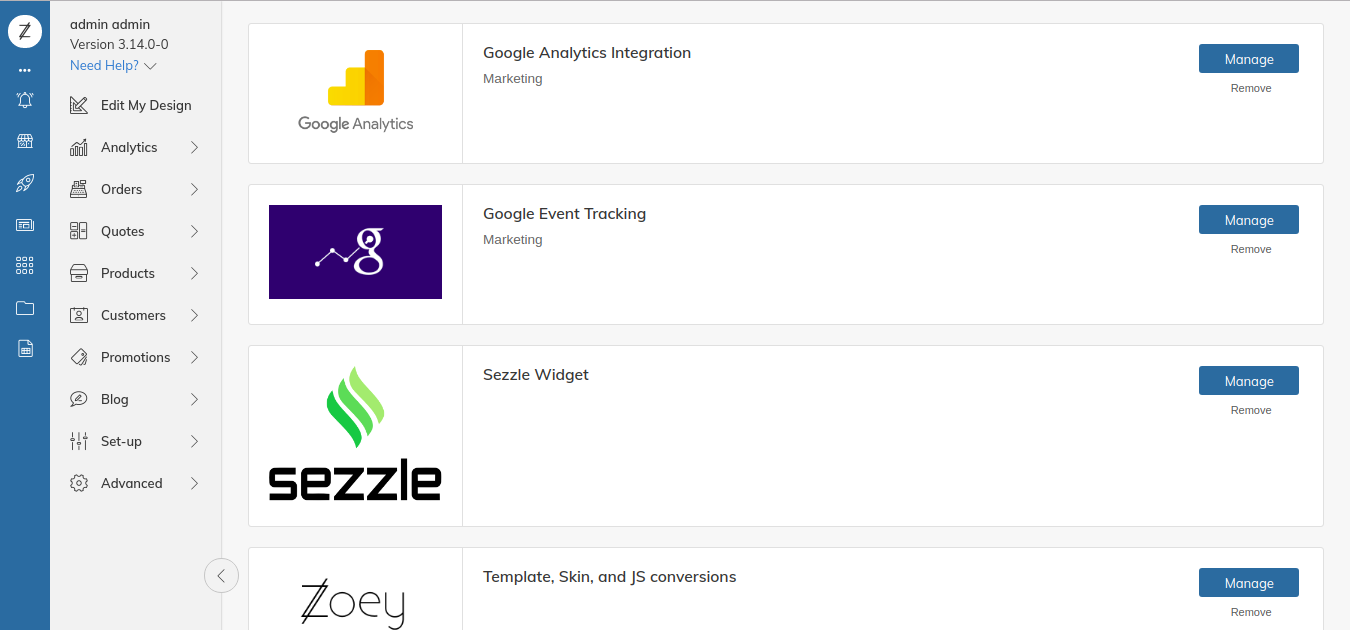 admin admin
Version 3.14.0-0
Need Help?
Edit My Design
Analytics
Orders
Quotes
Products
Customers
Promotions
Blog
Set-up
Advanced
Google Analytics
Google Analytics Integration
Marketing
Manage
Remove
g
Google Event Tracking
Marketing
Manage
Remove
sezzle
Sezzle Widget
Manage
Remove
Zoey
Template, Skin, and JS conversions
Manage
Remove